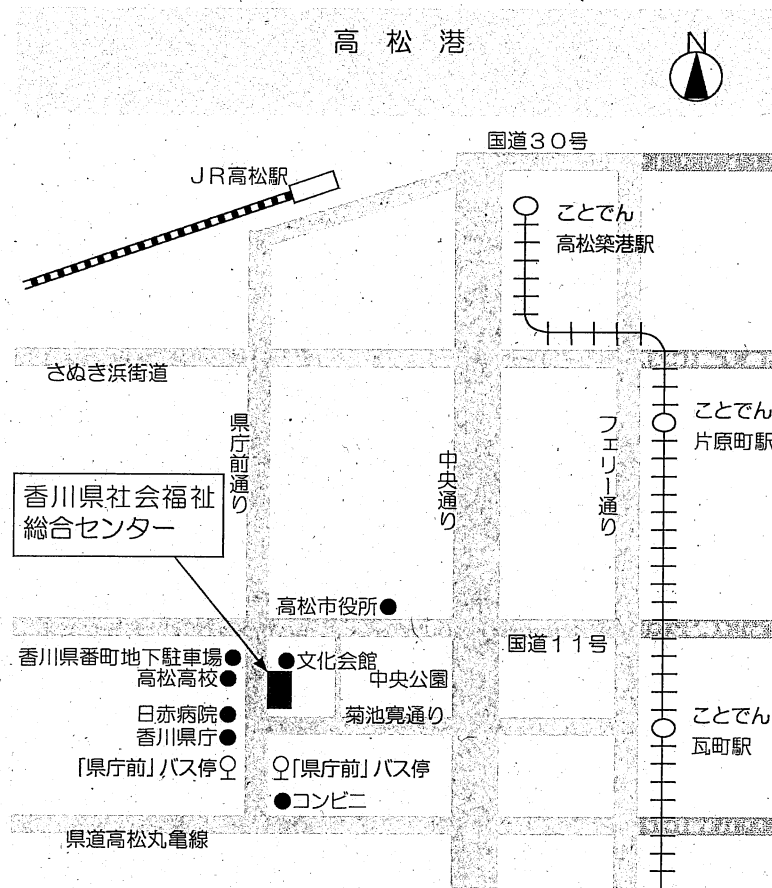 高松港
N
国道30号
JR高松駅
ことでん
高松築港駅
さぬき浜街道
ことでん
片原町駅
県庁前通り
中央通り
フェリー通り
香川県社会福祉
総合センター
高松市役所
国道11号
香川県番町地下駐車場
文化会館
高松高校
中央公園
日赤病院
菊池寛通り
ことでん
瓦町駅
香川県庁
「県庁前」バス停
「県庁前」バス停
コンビニ
県道高松丸亀線